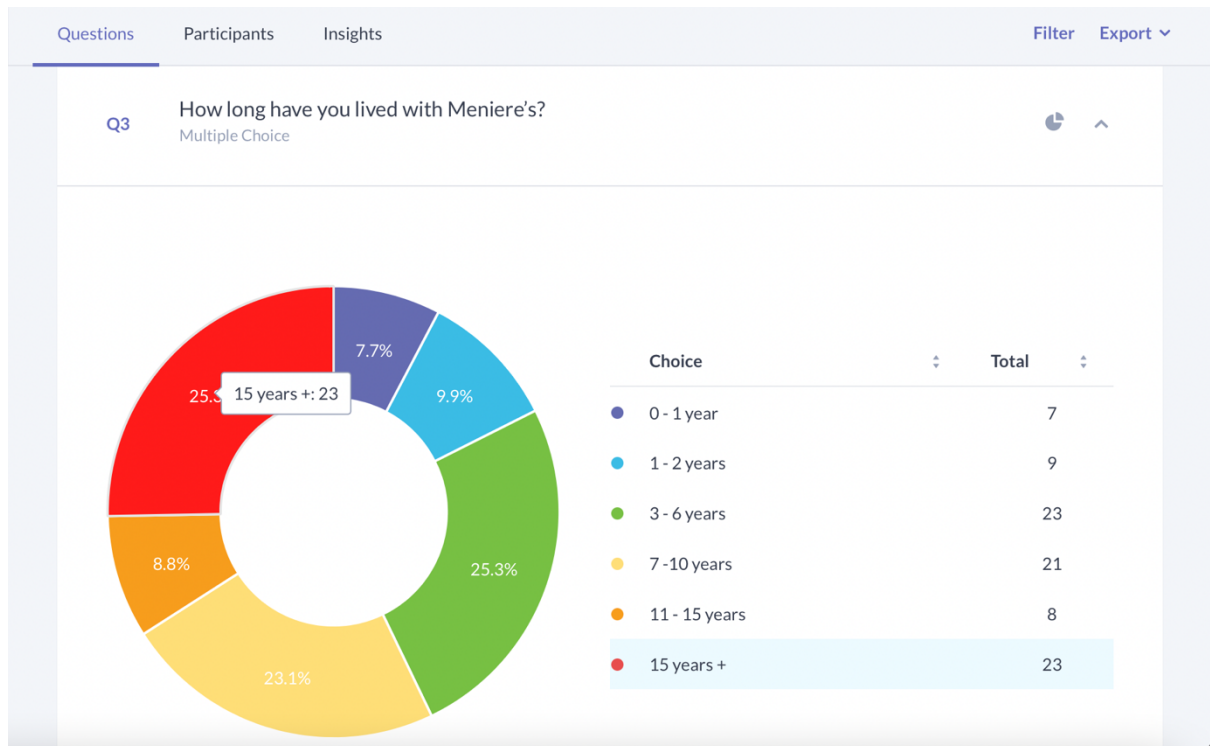 Questions Participants Insights Filter Export
Q3
How long have you lived with Meniere's?
Multiple Choice
7.7%
9.9%
25.3%
23.1%
8.8%
15 years +: 23
Choice Total
0 - 1 year 7
1 - 2 years 9
3 - 6 years 23
7 -10 years 21
11 - 15 years 8
15 years + 23